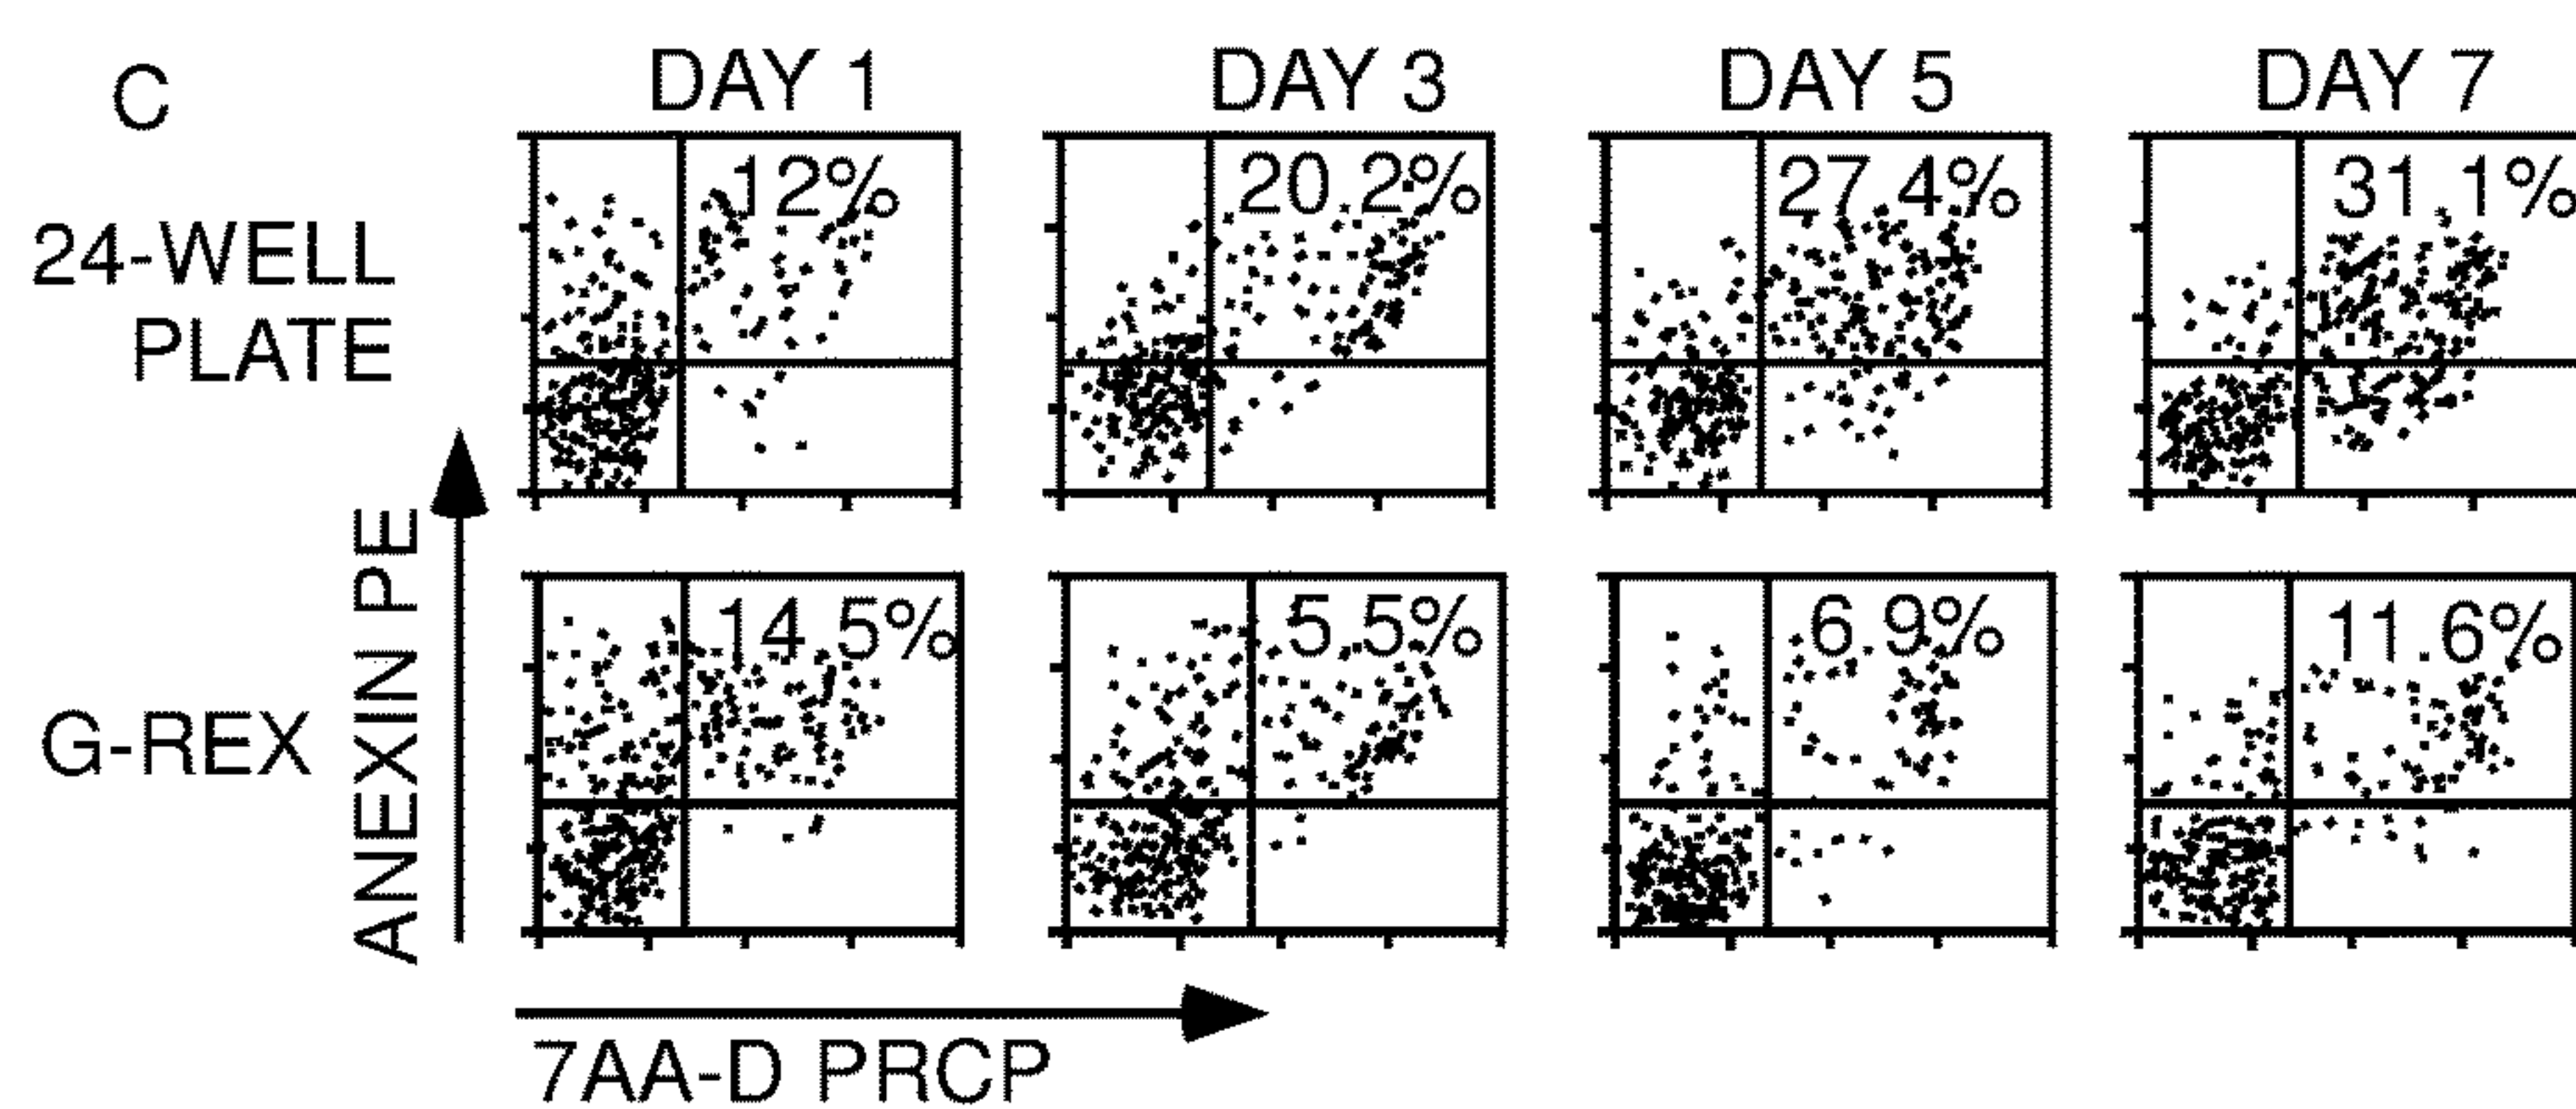 C
DAY 1
DAY 3
DAY 5
DAY 7
24-WELL
PLATE
12%
20.2%
27.4%
31.1%
G-REX
14.5%
5.5%
6.9%
11.6%
ANEXIN PE
7AA-D PRCP